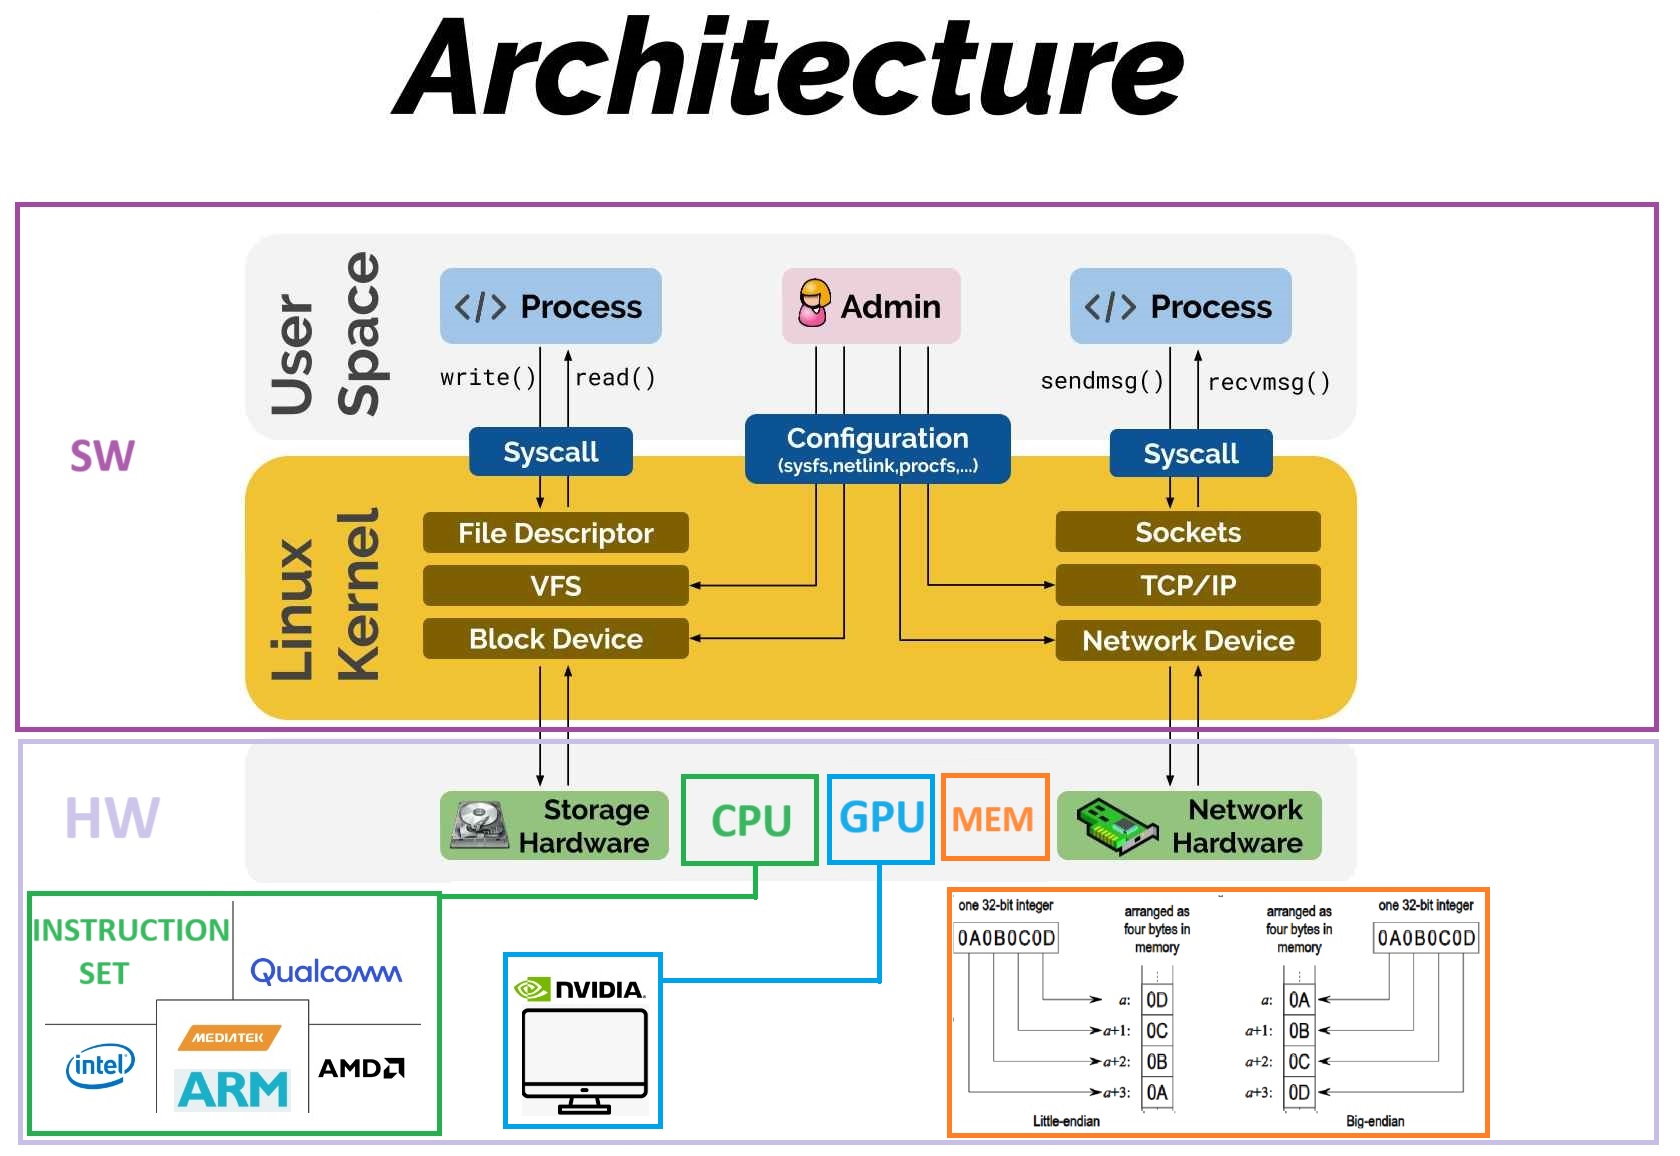 Architecture
SW
User
Space
</> Process
Admin
</> Process
write()
read()
sendmsg()
recvmsg()
Syscall
Configuration
(sysfs,netlink,procfs,...)
Syscall
Linux
Kernel
File Descriptor
VFS
Block Device
Sockets
TCP/IP
Network Device
HW
Storage
Hardware
CPU
GPU
MEM
Network
Hardware
INSTRUCTION
SET
Qualcomm
intel
MEDIATEK
ARM
AMD
NVIDIA.
one 32-bit integer
0A0B0C0D
arranged as
four bytes in
memory
a: 0D
a+1: 0C
a+2: 0B
a+3: 0A
Little-endian
arranged as
four bytes in
memory
one 32-bit integer
0A0B0C0D
a: 0A
a+1: 0B
a+2: 0C
a+3: 0D
Big-endian